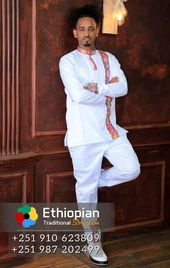 Ethiopian
Traditional
+251 910 623809
+251 987 202499